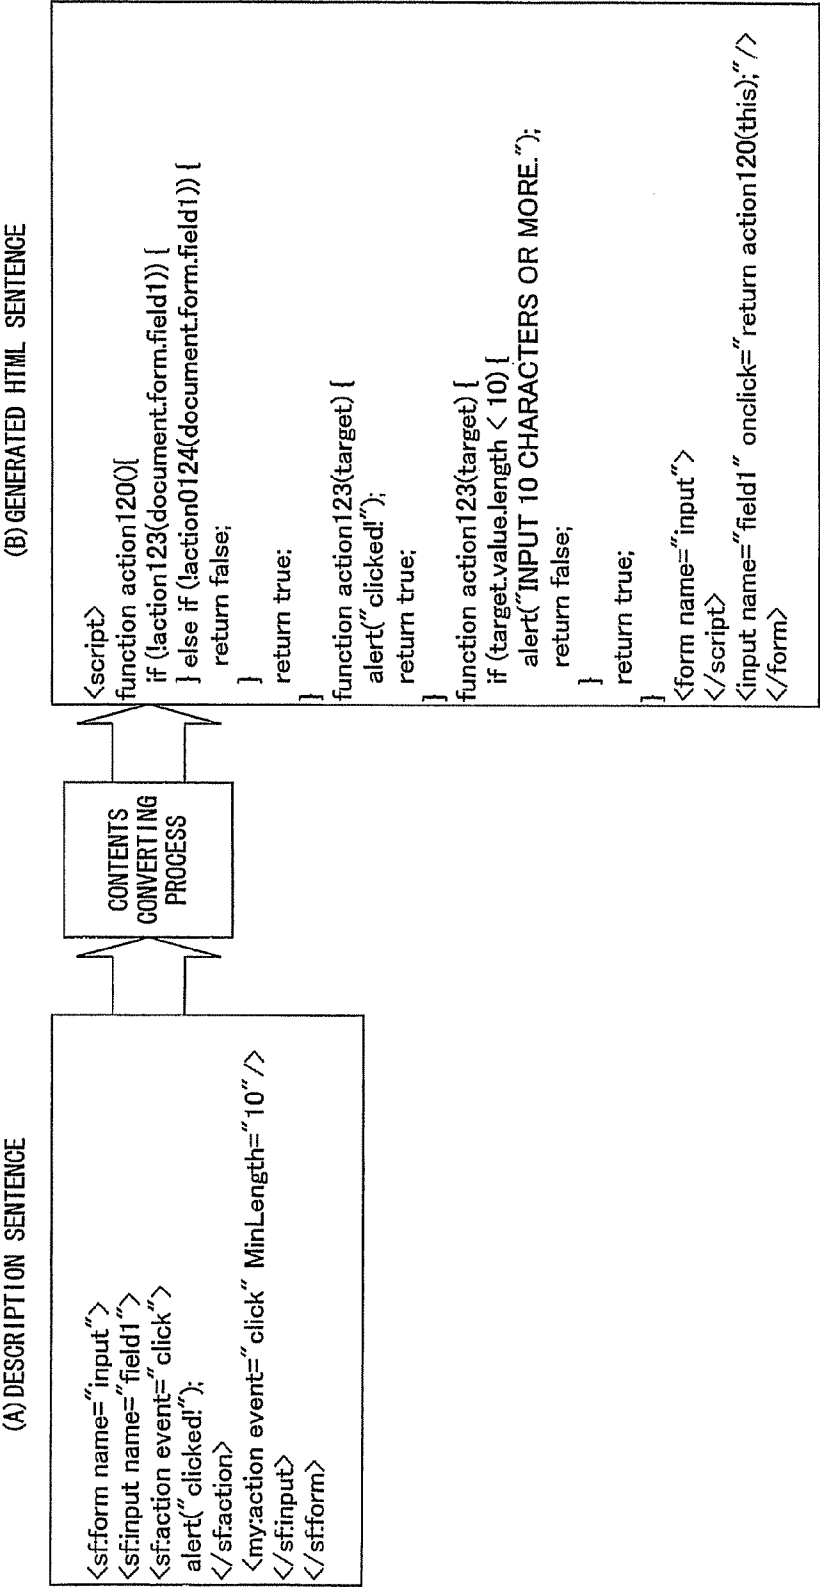 (A)DESCRIPTION SENTENCE
<sf:form name="input">
<sf:input name="field1">
<sf:action event="click">
alert("clicked!");
</sf:action>
<my:action event="click" MinLength="10"/>
</sf:input>
</sf:form>
CONTENTS
CONVERTING
PROCESS
(B)GENERATED HTML SENTENCE
<script>
function action120(){
if (!action123(document.form.field1)) {
} else if (!action0124(document.form.field1)) {
return false;
}
return true;
}
function action123(target) {
alert("clicked!");
return true;
}
function action123(target) {
if (target.value.length < 10) {
alert("INPUT 10 CHARACTERS OR MORE.");
return false;
}
return true;
}
<form name="input">
</script>
<input name="field1" onclick="return action120(this);"/>
</form>